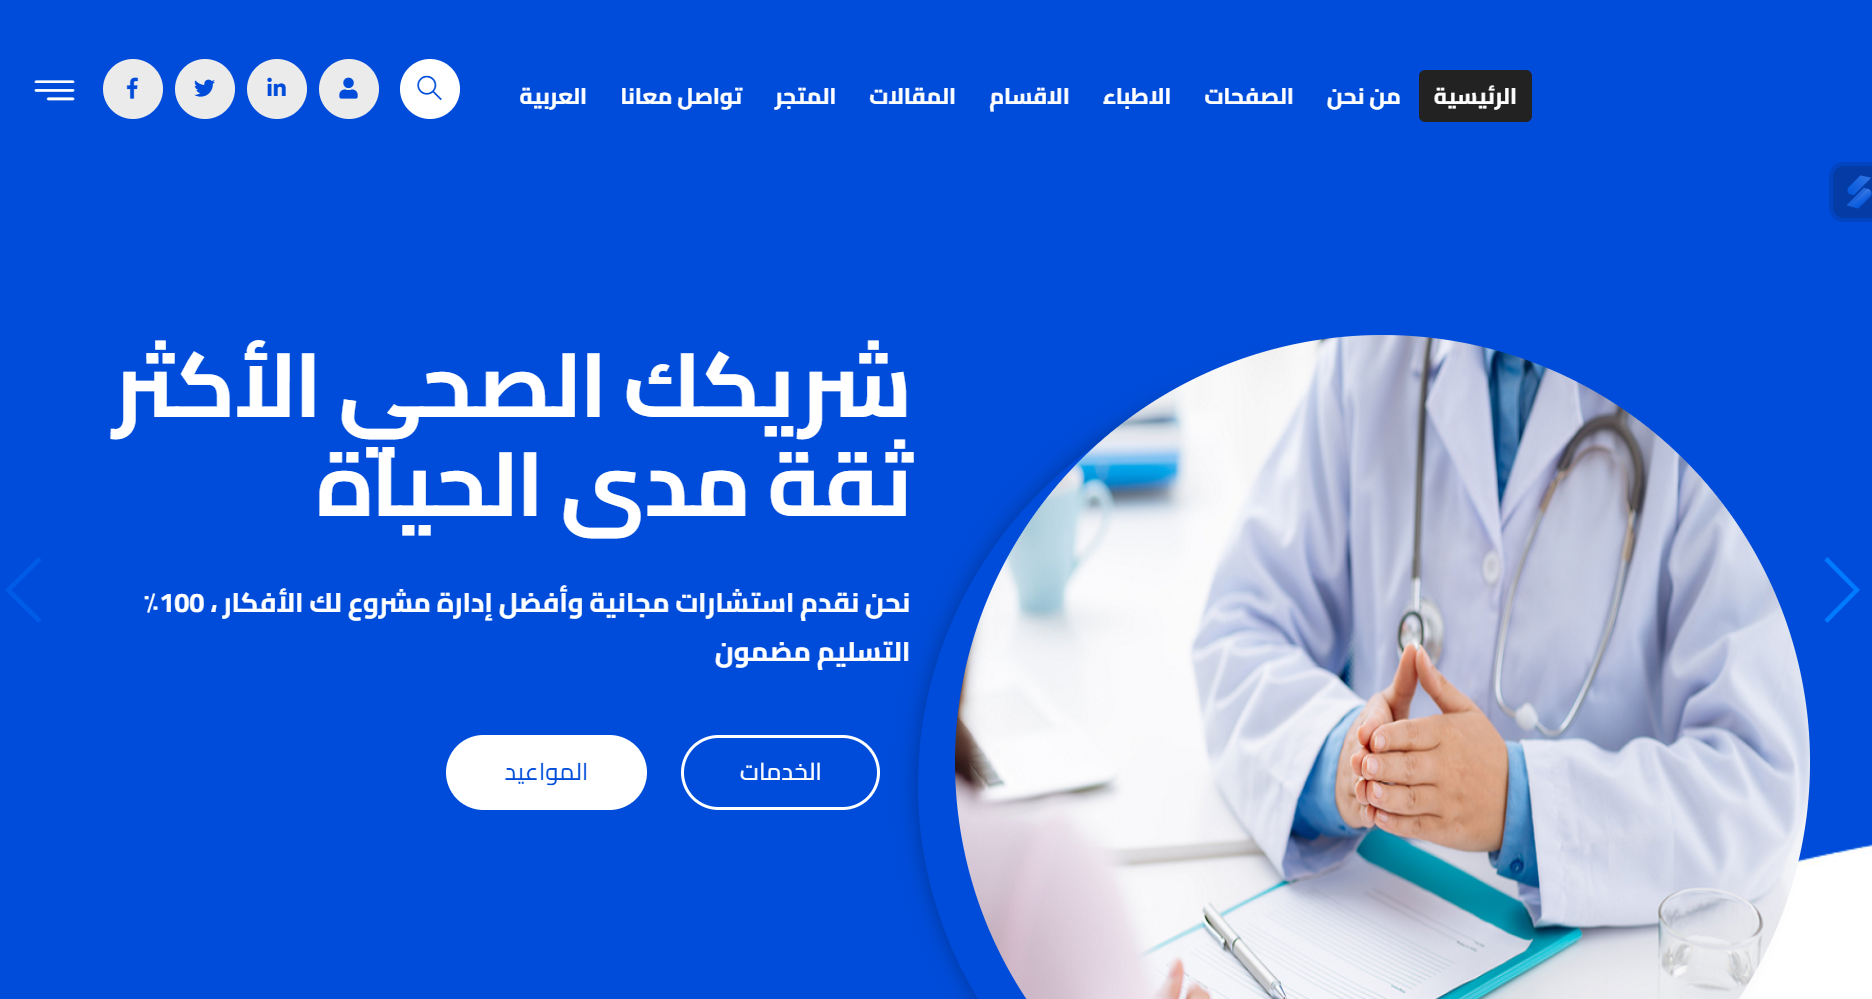 الرئيسية
من نحن
الصفحات
الاطباء
الاقسام
المقالات
المتجر
تواصل معانا
العربية
شريكك الصحي الأكثر
ثقة مدى الحياة
نحن نقدم استشارات مجانية وأفضل إدارة مشروع لك الأفكار ، 100٪
التسليم مضمون
الخدمات
المواعيد